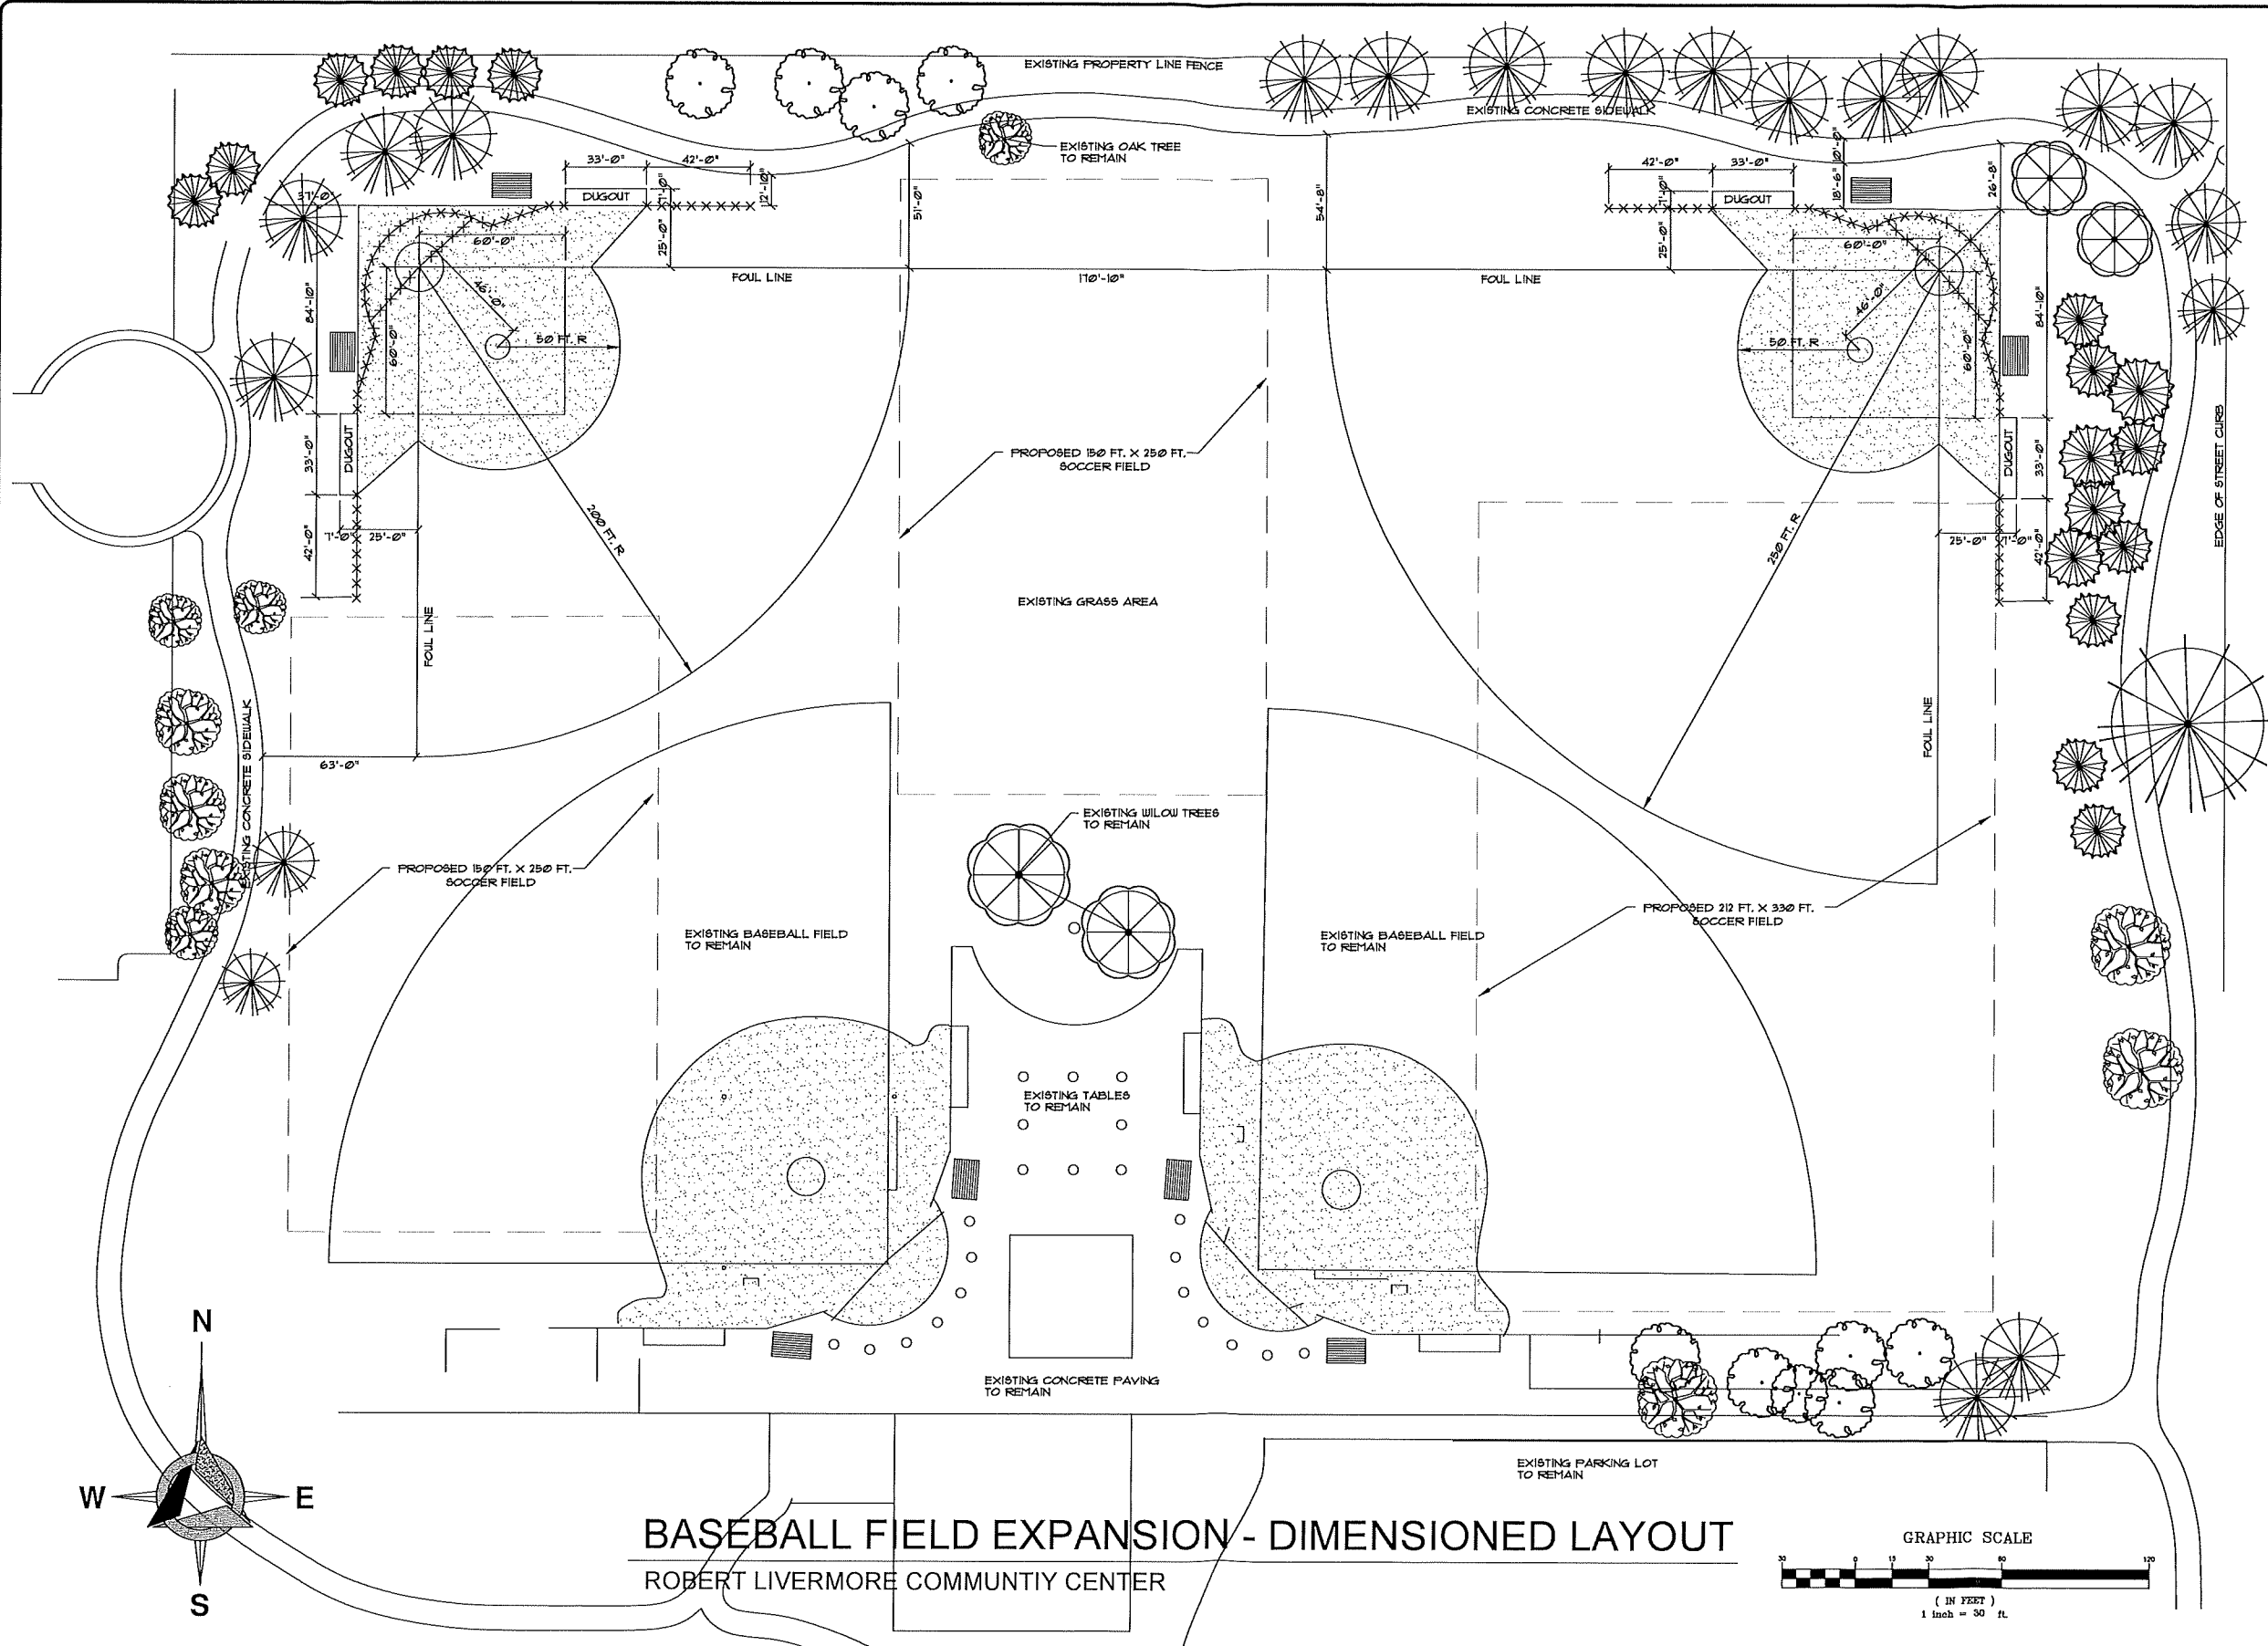 EXISTING PROPERTY LINE FENCE
EXISTING CONCRETE SIDEWALK
EXISTING OAK TREE
TO REMAIN
33'-0"
42'-0"
12'-10"
7'-0"
DUGOUT
37'-0"
60'-0"
25'-0"
51'-0"
54'-8"
42'-0"
33'-0"
7'-0"
DUGOUT
18'-6"
10'-0"
26'-8"
25'-0"
60'-0"
FOUL LINE
170'-10"
FOUL LINE
84'-10"
46'-0"
50 FT. R
60'-0"
46'-0"
50 FT. R
60'-0"
84'-10"
33'-0"
DUGOUT
PROPOSED 150 FT. X 250 FT.
SOCCER FIELD
DUGOUT
33'-0"
EDGE OF STREET CURB
42'-0"
7'-0"
25'-0"
200 FT. R
250 FT. R
25'-0"
7'-0"
42'-0"
EXISTING GRASS AREA
FOUL LINE
FOUL LINE
63'-0"
EXISTING CONCRETE SIDEWALK
EXISTING WILOW TREES
TO REMAIN
PROPOSED 150 FT. X 250 FT.
SOCCER FIELD
PROPOSED 212 FT. X 330 FT.
SOCCER FIELD
EXISTING BASEBALL FIELD
TO REMAIN
EXISTING BASEBALL FIELD
TO REMAIN
EXISTING TABLES
TO REMAIN
EXISTING CONCRETE PAVING
TO REMAIN
EXISTING PARKING LOT
TO REMAIN
N
W
E
S
BASEBALL FIELD EXPANSION - DIMENSIONED LAYOUT
ROBERT LIVERMORE COMMUNTIY CENTER
GRAPHIC SCALE
30 0 15 30 60 120
( IN FEET )
1 inch = 30 ft.